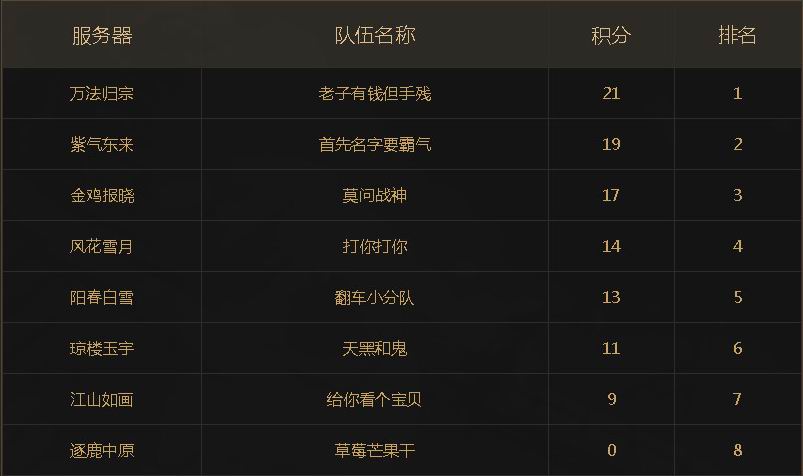 服务器 队伍名称 积分 排名
万法归宗 老子有钱但手残 21 1
紫气东来 首先名字要霸气 19 2
金鸡报晓 莫问战神 17 3
风花雪月 打你打你 14 4
阳春白雪 翻车小分队 13 5
琼楼玉宇 天黑和鬼 11 6
江山如画 给你看个宝贝 9 7
逐鹿中原 草莓芒果干 0 8